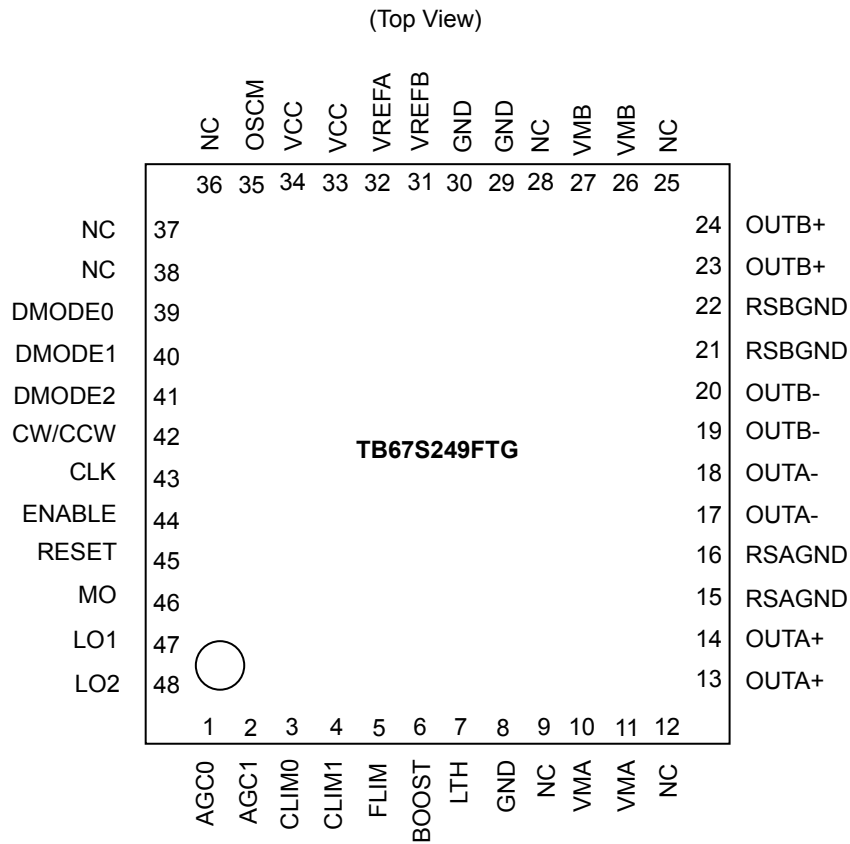 (Top View)
NC OSCM VCC VCC VREFA VREFB GND GND NC VMB VMB NC
36 35 34 33 32 31 30 29 28 27 26 25
NC 37 24 OUTB+
NC 38 23 OUTB+
DMODE0 39 22 RSBGND
DMODE1 40 21 RSBGND
DMODE2 41 20 OUTB-
CW/CCW 42 19 OUTB-
TB67S249FTG
CLK 43 18 OUTA-
ENABLE 44 17 OUTA-
RESET 45 16 RSAGND
MO 46 15 RSAGND
LO1 47 14 OUTA+
LO2 48 13 OUTA+
1 2 3 4 5 6 7 8 9 10 11 12
AGC0 AGC1 CLIM0 CLIM1 FLIM BOOST LTH GND NC VMA VMA NC